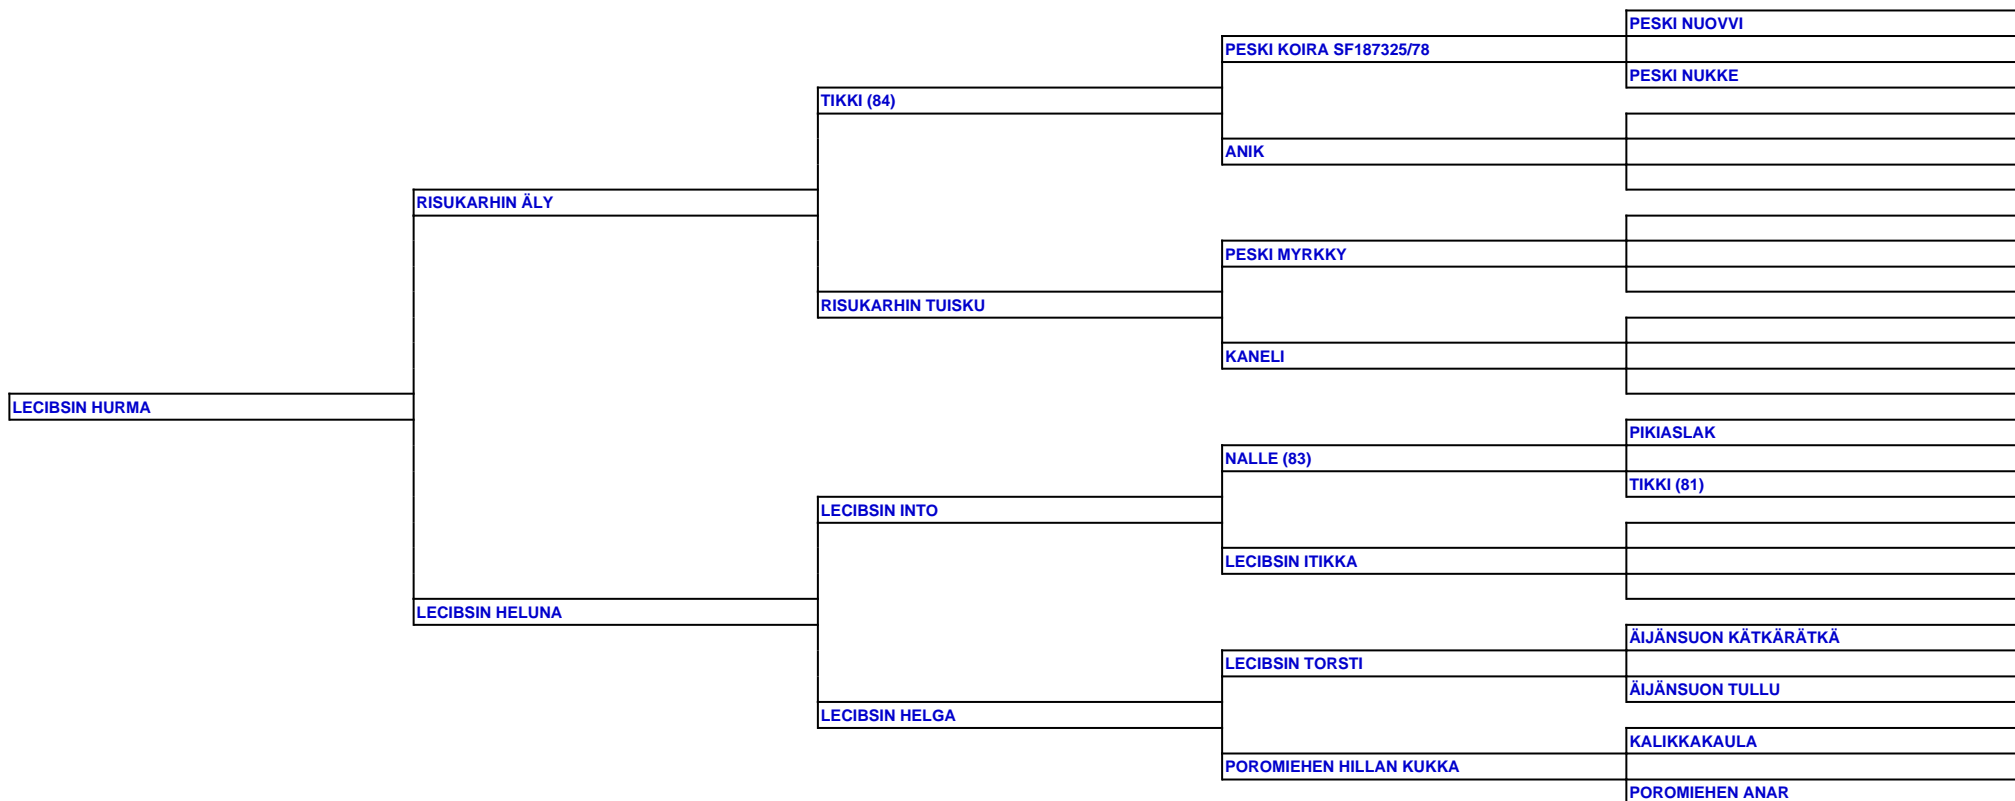 PESKI NUOVVI
PESKI KOIRA SF187325/78
PESKI NUKKE
TIKKI (84)
ANIK
RISUKARHIN ÄLY
PESKI MYRKKY
RISUKARHIN TUISKU
KANELI
LECIBSIN HURMA
PIKIASLAK
NALLE (83)
TIKKI (81)
LECIBSIN INTO
LECIBSIN ITIKKA
LECIBSIN HELUNA
ÄIJÄNSUON KÄTKÄRÄTKÄ
LECIBSIN TORSTI
ÄIJÄNSUON TULLU
LECIBSIN HELGA
KALIKKAKAULA
POROMIEHEN HILLAN KUKKA
POROMIEHEN ANAR